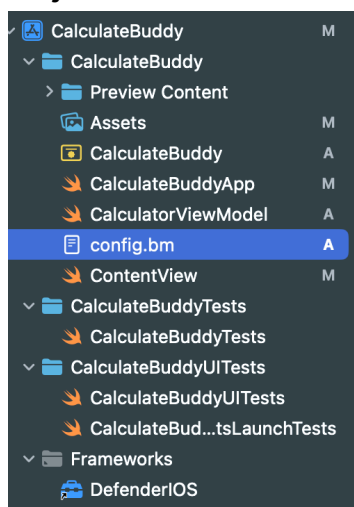 CalculateBuddy M
CalculateBuddy
Preview Content
Assets M
CalculateBuddy A
CalculateBuddyApp M
CalculatorViewModel A
config.bm A
ContentView M
CalculateBuddyTests
CalculateBuddyTests
CalculateBuddyUITests
CalculateBuddyUITests
CalculateBud...tsLaunchTests
Frameworks
DefenderIOS